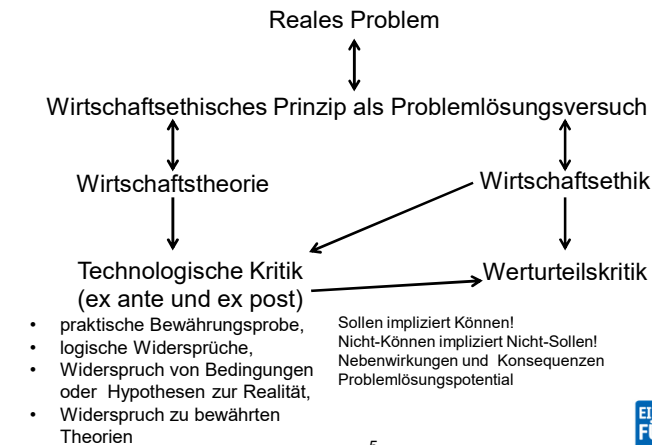 Reales Problem
Wirtschaftsethisches Prinzip als Problemlösungsversuch
Wirtschaftstheorie
Wirtschaftsethik
Technologische Kritik
(ex ante und ex post)
Werturteilskritik
• praktische Bewährungsprobe,
• logische Widersprüche,
• Widerspruch von Bedingungen
oder Hypothesen zur Realität,
• Widerspruch zu bewährten
Theorien
Sollen impliziert Können!
Nicht-Können impliziert Nicht-Sollen!
Nebenwirkungen und Konsequenzen
Problemlösungspotential